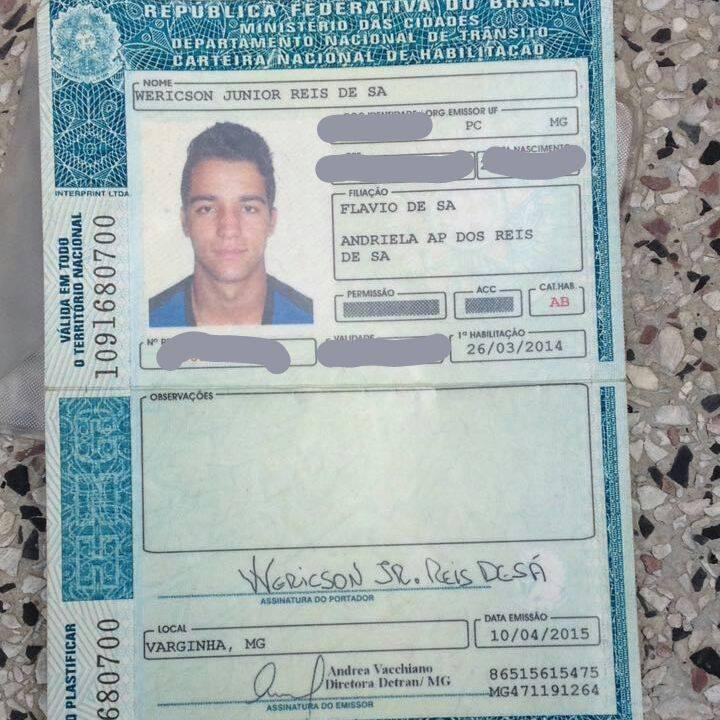 REPÚBLICA FEDERATIVA DO BRASIL
MINISTÉRIO DAS CIDADES
DEPARTAMENTO NACIONAL DE TRÂNSITO
CARTEIRA NACIONAL DE HABILITAÇÃO
NOME
WERICSON JUNIOR REIS DE SA
ORG.EMISSOR UF
PC MG
NASCIMENTO
FILIAÇÃO
FLAVIO DE SA
ANDRIELA AP DOS REIS
DE SA
PERMISSÃO ACC CAT.HAB.
AB
Nº
VALIDADE
1ª HABILITAÇÃO
26/03/2014
INTERPRINT LTDA
VÁLIDA EM TODO
O TERRITÓRIO NACIONAL
1091680700
OBSERVAÇÕES
WERICSON JR. REIS DE SÁ
ASSINATURA DO PORTADOR
LOCAL
VARGINHA, MG
DATA EMISSÃO
10/04/2015
Andrea Vacchiano
Diretora Detran/ MG
ASSINATURA DO EMISSOR
86515615475
MG471191264
PLASTIFICAR
680700